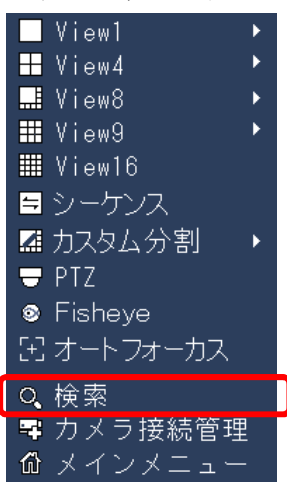 View1
View4
View8
View9
View16
シーケンス
カスタム分割
PTZ
Fisheye
オートフォーカス
検索
カメラ接続管理
メインメニュー